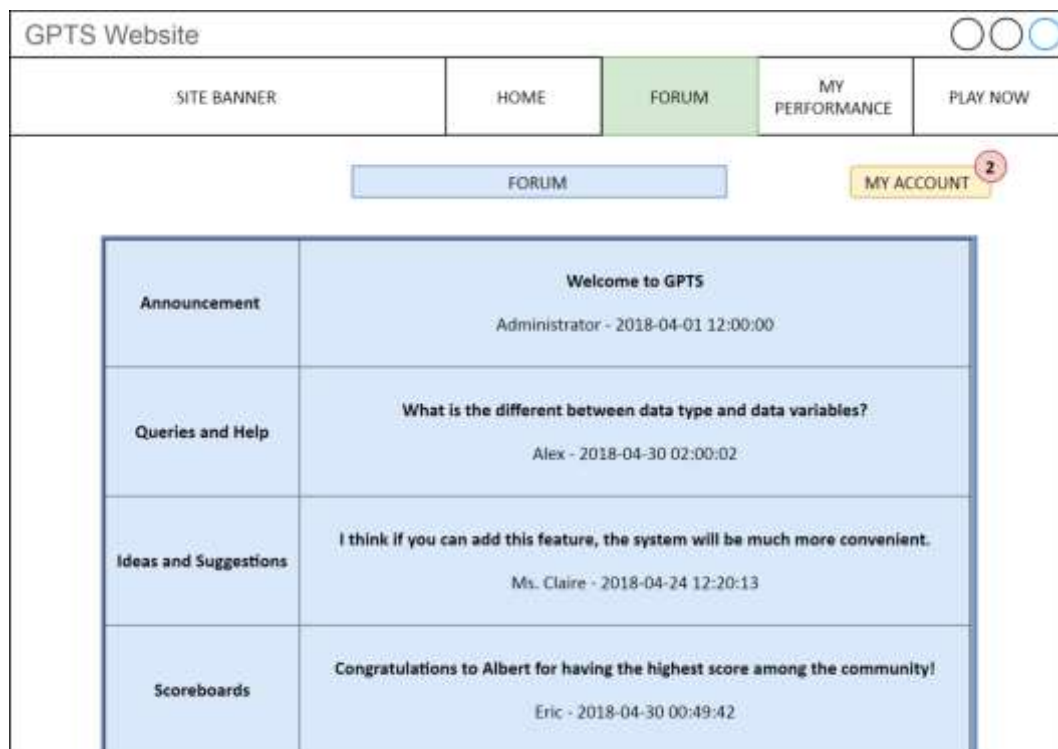 GPTS Website
SITE BANNER
HOME
FORUM
MY
PERFORMANCE
PLAY NOW
FORUM
MY ACCOUNT
2
Announcement
Welcome to GPTS
Administrator - 2018-04-01 12:00:00
Queries and Help
What is the different between data type and data variables?
Alex - 2018-04-30 02:00:02
Ideas and Suggestions
I think if you can add this feature, the system will be much more convenient.
Ms. Claire - 2018-04-24 12:20:13
Scoreboards
Congratulations to Albert for having the highest score among the community!
Eric - 2018-04-30 00:49:42